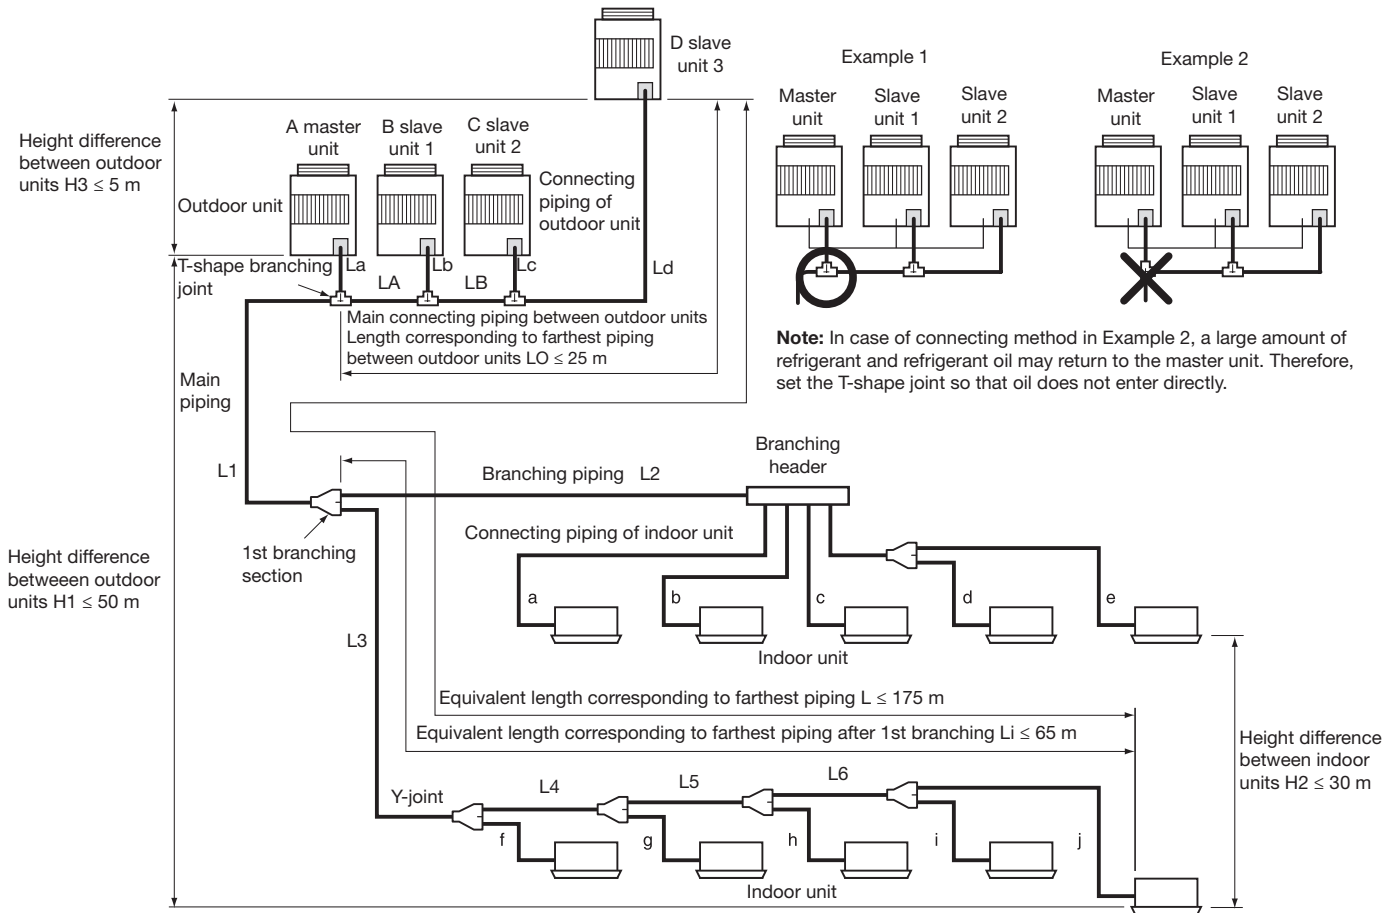 D slave
unit 3
Example 1
Example 2
Master
unit
Slave
unit 1
Slave
unit 2
Master
unit
Slave
unit 1
Slave
unit 2
Height difference
between outdoor
units H3 ≤ 5 m
A master
unit
B slave
unit 1
C slave
unit 2
Connecting
piping of
outdoor unit
Outdoor unit
T-shape branching
joint
La
Lb
Lc
Ld
LA
LB
Main connecting piping between outdoor units
Length corresponding to farthest piping
between outdoor units LO ≤ 25 m
Note: In case of connecting method in Example 2, a large amount of
refrigerant and refrigerant oil may return to the master unit. Therefore,
set the T-shape joint so that oil does not enter directly.
Main
piping
L1
Branching
header
Branching piping L2
Connecting piping of indoor unit
1st branching
section
Height difference
betweeen outdoor
units H1 ≤ 50 m
a
b
c
d
e
L3
Indoor unit
Equivalent length corresponding to farthest piping L ≤ 175 m
Equivalent length corresponding to farthest piping after 1st branching Li ≤ 65 m
Height difference
between indoor
units H2 ≤ 30 m
Y-joint
L4
L5
L6
f
g
h
i
j
Indoor unit